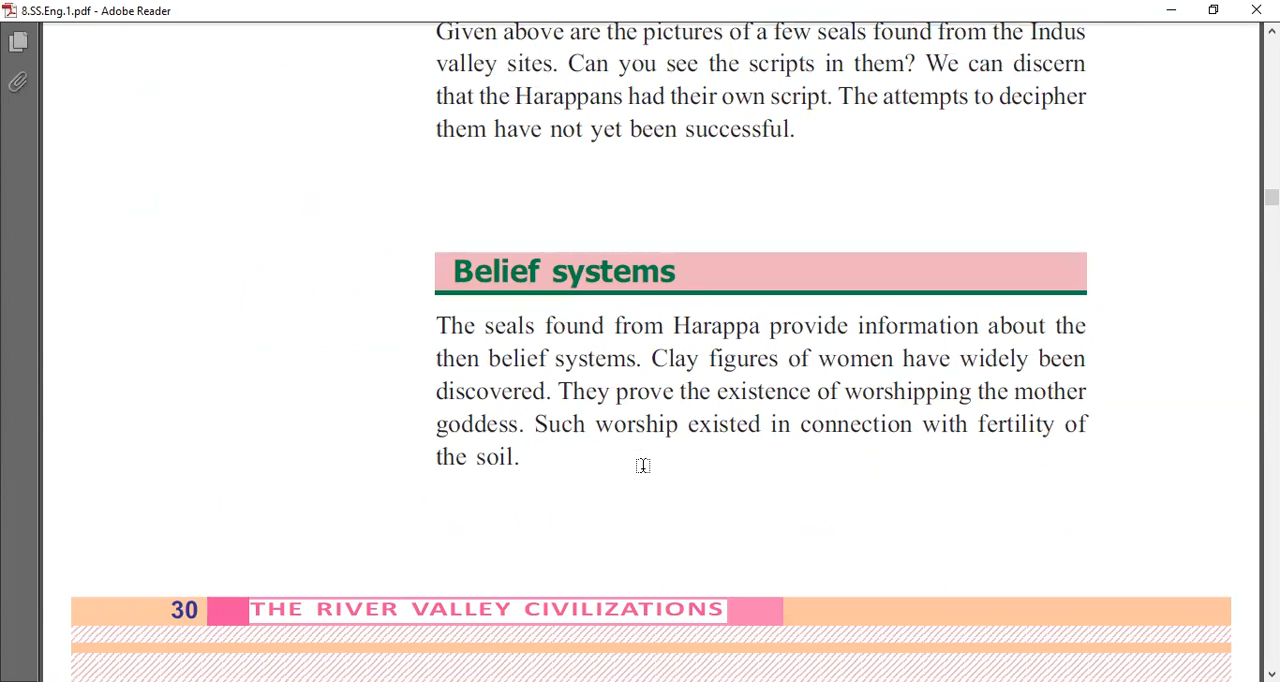 8.SS.Eng.1.pdf - Adobe Reader
Given above are the pictures of a few seals found from the Indus
valley sites. Can you see the scripts in them? We can discern
that the Harappans had their own script. The attempts to decipher
them have not yet been successful.
Belief systems
The seals found from Harappa provide information about the
then belief systems. Clay figures of women have widely been
discovered. They prove the existence of worshipping the mother
goddess. Such worship existed in connection with fertility of
the soil.
30 THE RIVER VALLEY CIVILIZATIONS